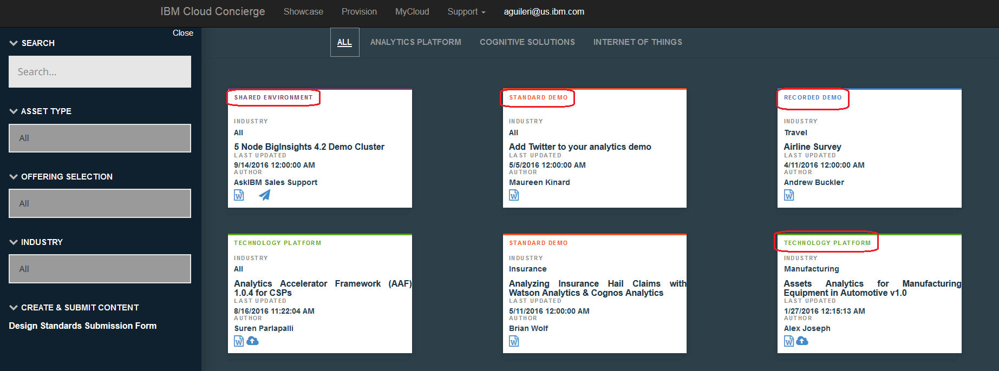 IBM Cloud Concierge Showcase Provision MyCloud Support aguileri@us.ibm.com
Close
SEARCH
Search...
ASSET TYPE
All
OFFERING SELECTION
All
INDUSTRY
All
CREATE & SUBMIT CONTENT
Design Standards Submission Form
ALL ANALYTICS PLATFORM COGNITIVE SOLUTIONS INTERNET OF THINGS
SHARED ENVIRONMENT
INDUSTRY
All
5 Node BigInsights 4.2 Demo Cluster
LAST UPDATED
9/14/2016 12:00:00 AM
AUTHOR
AskIBM Sales Support
STANDARD DEMO
INDUSTRY
All
Add Twitter to your analytics demo
LAST UPDATED
5/5/2016 12:00:00 AM
AUTHOR
Maureen Kinard
RECORDED DEMO
INDUSTRY
Travel
Airline Survey
LAST UPDATED
4/11/2016 12:00:00 AM
AUTHOR
Andrew Buckler
TECHNOLOGY PLATFORM
INDUSTRY
All
Analytics Accelerator Framework (AAF)
1.0.4 for CSPs
LAST UPDATED
8/16/2016 11:22:04 AM
AUTHOR
Suren Parlapalli
STANDARD DEMO
INDUSTRY
Insurance
Analyzing Insurance Hail Claims with
Watson Analytics & Cognos Analytics
LAST UPDATED
5/11/2016 12:00:00 AM
AUTHOR
Brian Wolf
TECHNOLOGY PLATFORM
INDUSTRY
Manufacturing
Assets Analytics for Manufacturing
Equipment in Automotive v1.0
LAST UPDATED
1/27/2016 12:15:13 AM
AUTHOR
Alex Joseph